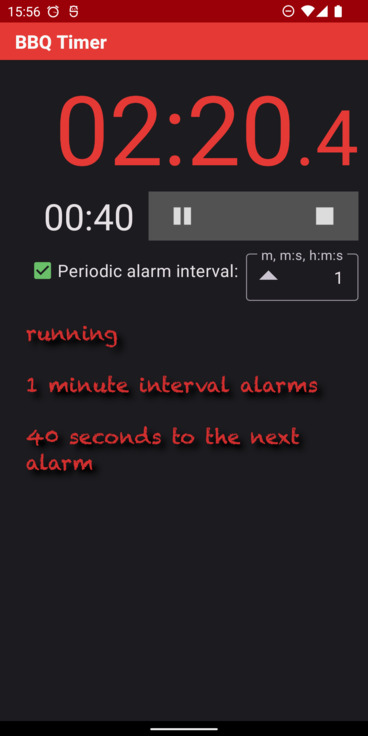 15:56
BBQ Timer
02:20.4
00:40
m, m:s, h:m:s
Periodic alarm interval:
1
running
1 minute interval alarms
40 seconds to the next
alarm